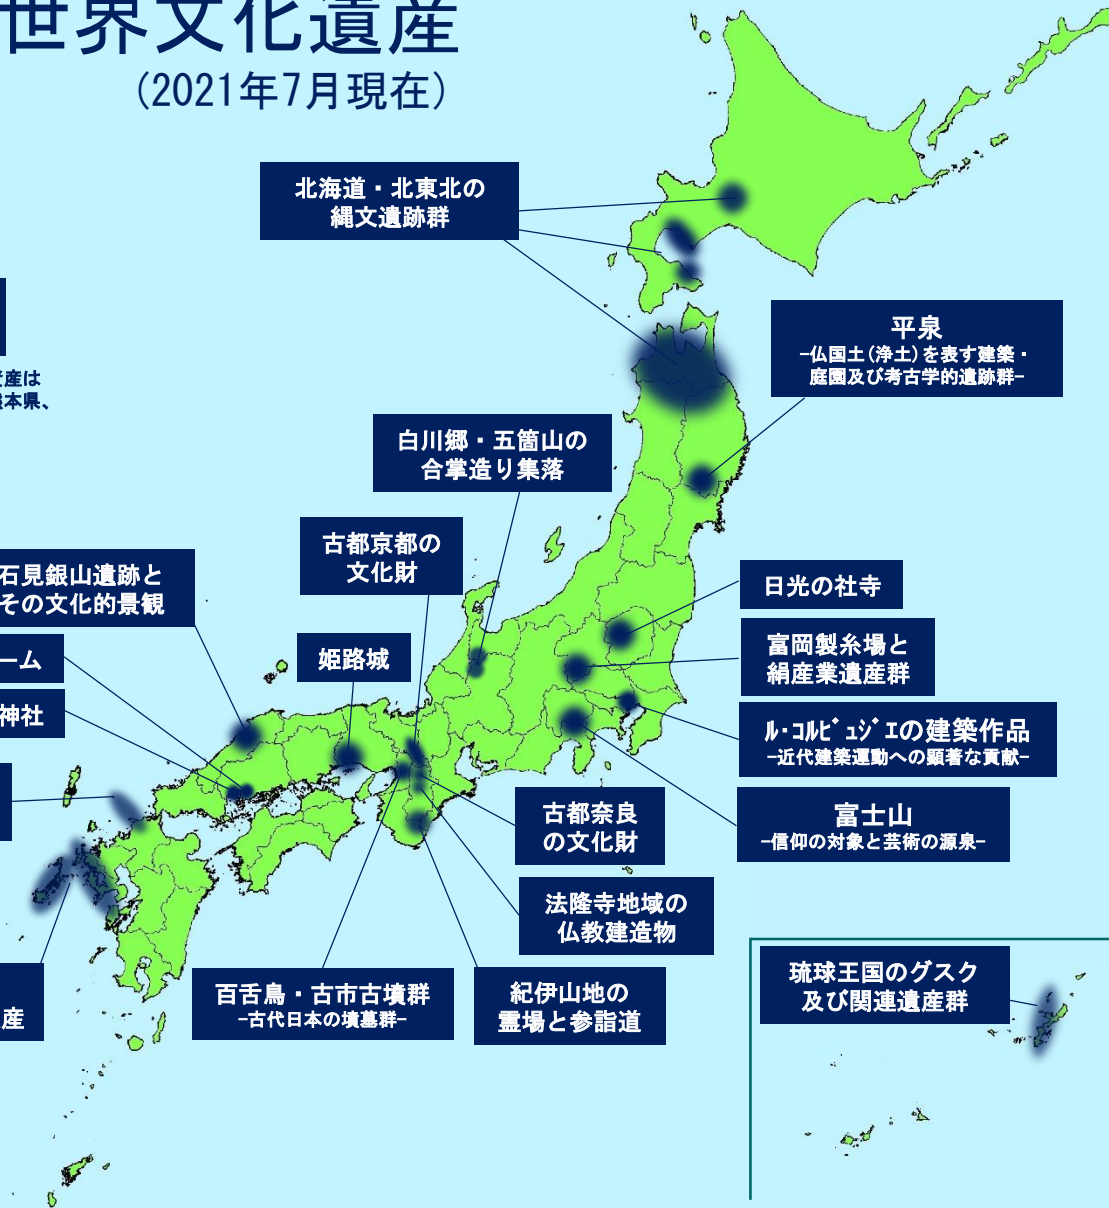 世界文化遺産
(2021年7月現在)
北海道・北東北の
縄文遺跡群
平泉
-仏国土(浄土)を表す建築・
庭園及び考古学的遺跡群-
産は
本県、
白川郷・五箇山の
合掌造り集落
古都京都の
文化財
石見銀山遺跡と
その文化的景観
日光の社寺
富岡製糸場と
絹産業遺産群
姫路城
ーム
神社
ル・コルビュジエの建築作品
-近代建築運動への顕著な貢献-
古都奈良
の文化財
富士山
-信仰の対象と芸術の源泉-
法隆寺地域の
仏教建造物
百舌鳥・古市古墳群
-古代日本の墳墓群-
紀伊山地の
霊場と参詣道
産
琉球王国のグスク
及び関連遺産群